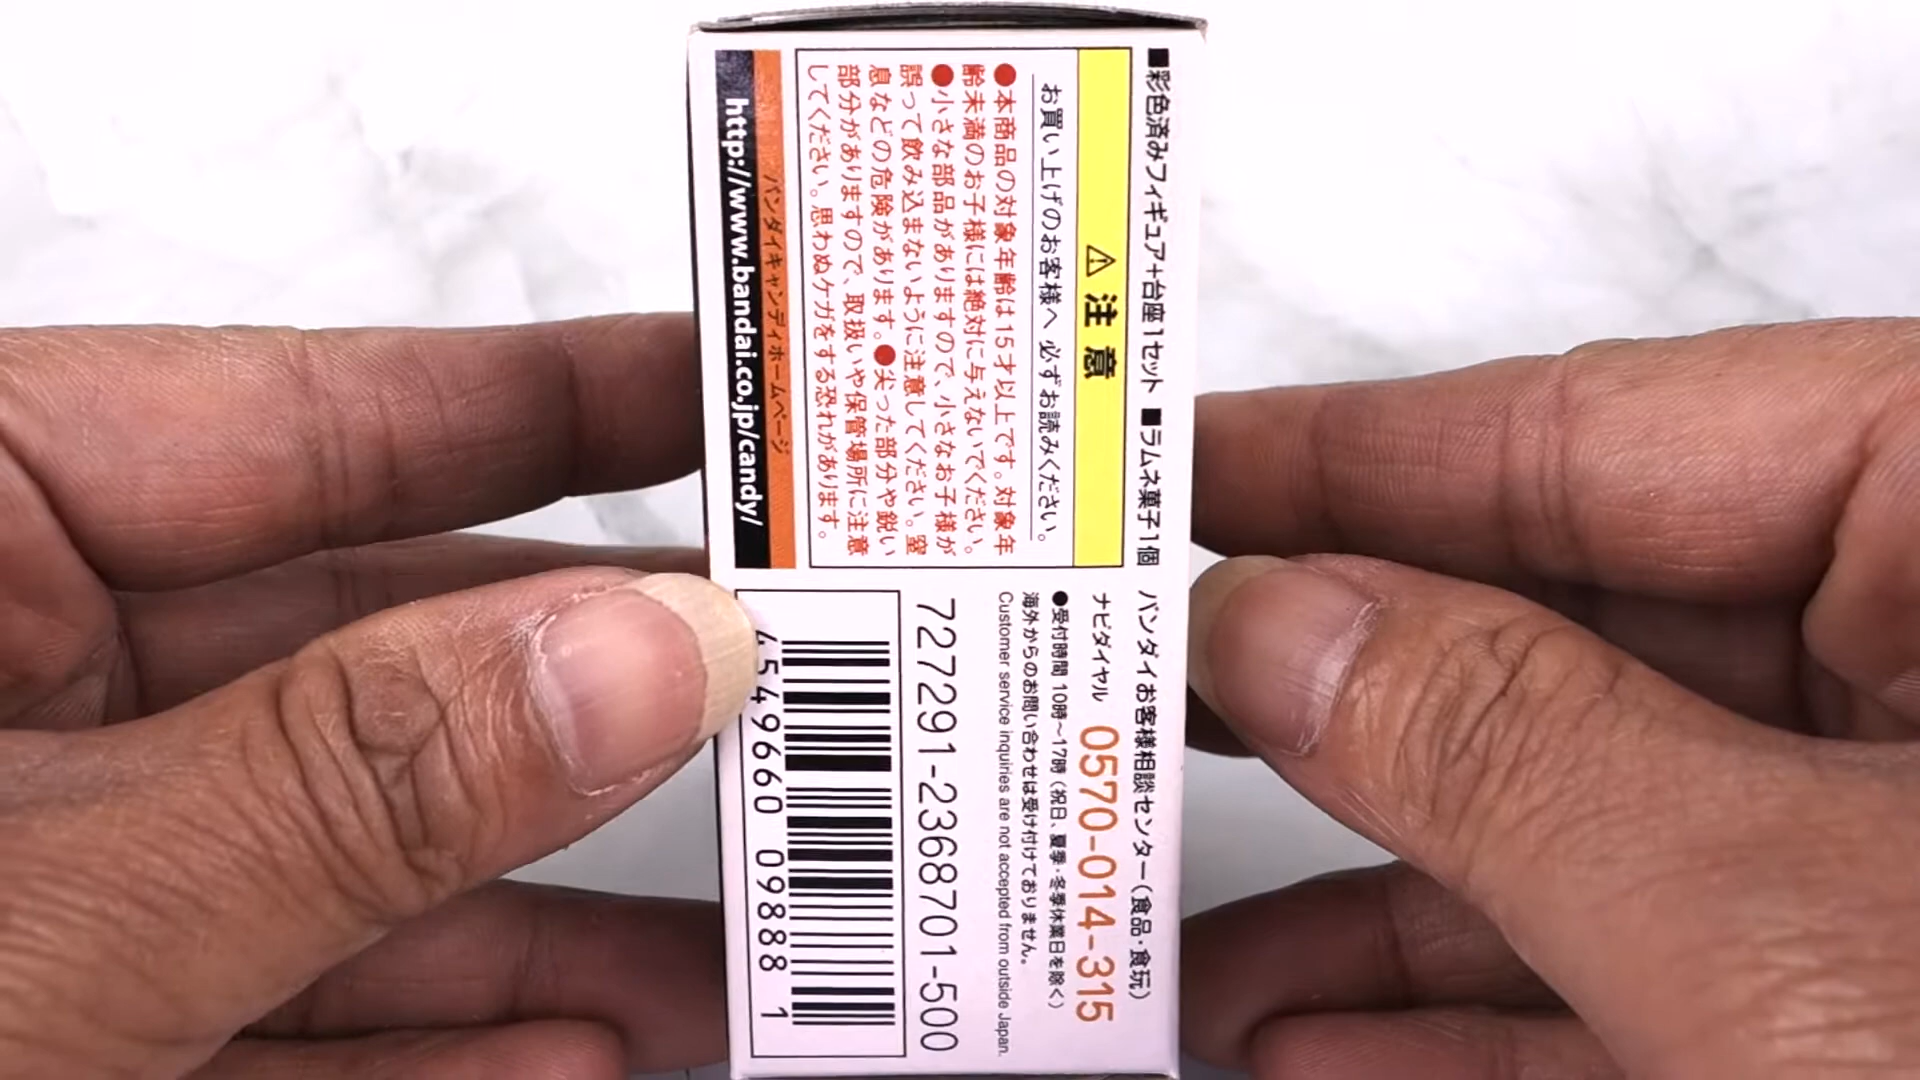 ■彩色済みフィギュア+台座1セット ■ラムネ菓子1個
⚠ 注意
お買い上げのお客様へ 必ずお読みください。
●本商品の対象年齢は15才以上です。対象年
齢未満のお子様には絶対に与えないでください。
●小さな部品がありますので、小さなお子様が
誤って飲み込まないように注意してください。窒
息などの危険があります。●尖った部分や鋭い
部分がありますので、取扱いや保管場所に注意
してください。思わぬケガをする恐れがあります。
バンダイキャンディホームページ
http://www.bandai.co.jp/candy/
バンダイお客様相談センター(食品・食玩)
ナビダイヤル 0570-014-315
●受付時間 10時~17時(祝日、夏季・冬季休業日を除く)
海外からのお問い合わせは受け付けておりません。
Customer service inquiries are not accepted from outside Japan.
727291-2368701-500
4549660 09888 1